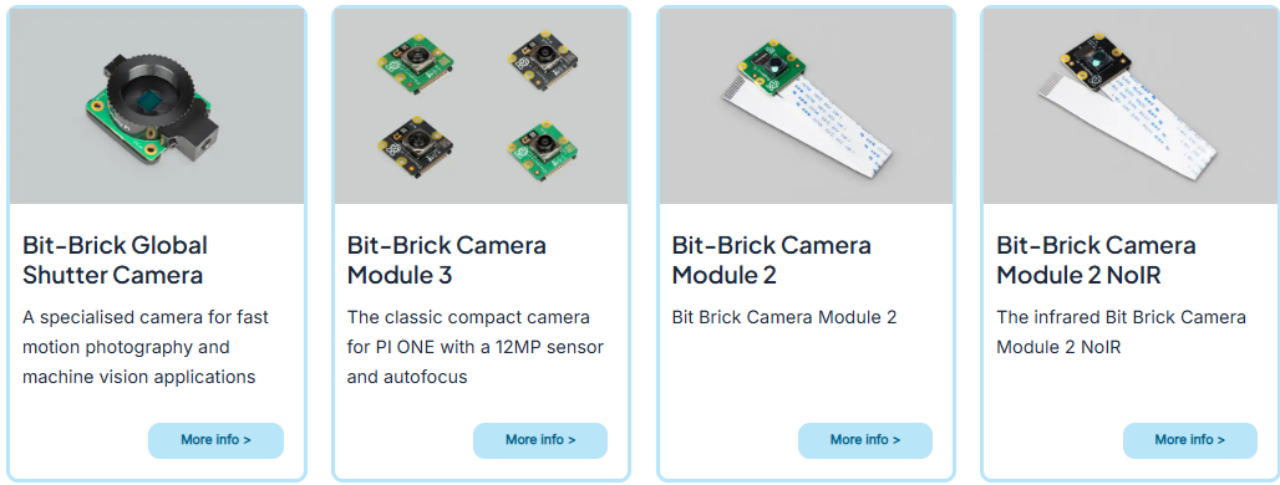 Bit-Brick Global
Shutter Camera
A specialised camera for fast
motion photography and
machine vision applications
More info >
Bit-Brick Camera
Module 3
The classic compact camera
for PI ONE with a 12MP sensor
and autofocus
More info >
Bit-Brick Camera
Module 2
Bit Brick Camera Module 2
More info >
Bit-Brick Camera
Module 2 NoIR
The infrared Bit Brick Camera
Module 2 NoIR
More info >